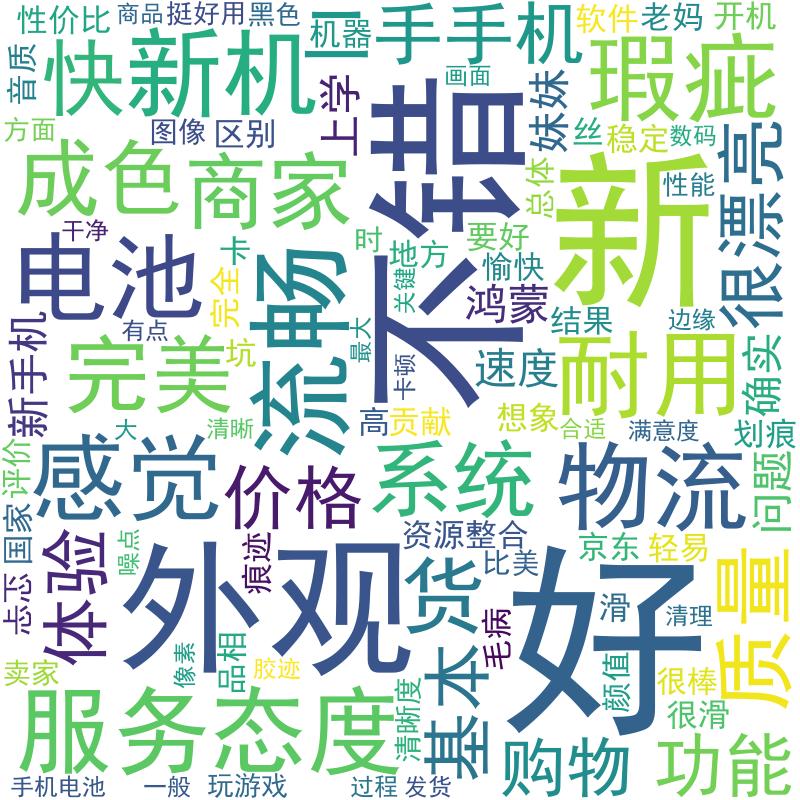 性价比
商品
挺好用
黑色
二手手机
机器
软件
老妈
开机
音质
快
新机
上学
不错
画面
妹妹
瑕疵
方面
图像
区别
丝
稳定
数码
成色
商家
总体
新
性能
很漂亮
干净
电池
卡
时
地方
要好
流畅
完全
关键
愉快
鸿蒙
结果
边缘
有点
新手机
完美
坑
最大
卡顿
速度
耐用
确实
高
贡献
想象
合适
满意度
划痕
大
清晰
评价
感觉
价格
系统
物流
问题
国家
体验
噪点
痕迹
资源整合
比美
京东
轻易
忐忑
外观
货
好
滑
清理
质量
毛病
卖家
像素
品相
胶迹
基本
颜值
很棒
很滑
服务态度
清晰度
购物
功能
手机电池
一般
玩游戏
过程
发货